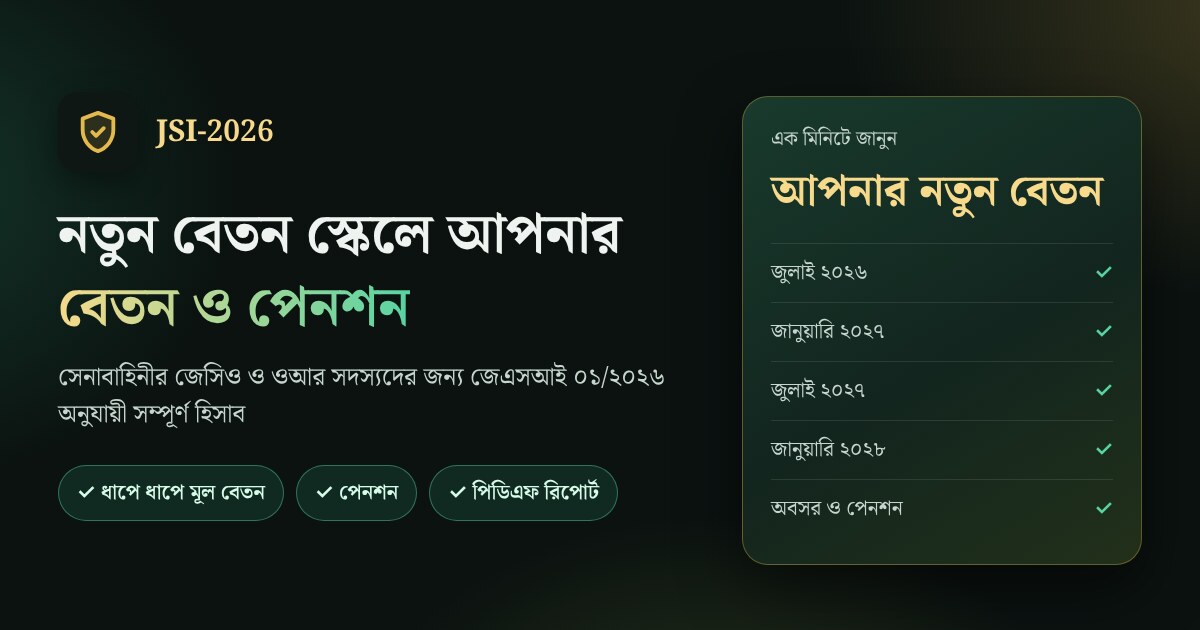 JSI-2026
নতুন বেতন স্কেলে আপনার
বেতন ও পেনশন
সেনাবাহিনীর জেসিও ও ওআর সদস্যদের জন্য জেএসআই ০১/২০২৬
অনুযায়ী সম্পূর্ণ হিসাব
✓ ধাপে ধাপে মূল বেতন
✓ পেনশন
✓ পিডিএফ রিপোর্ট
এক মিনিটে জানুন
আপনার নতুন বেতন
জুলাই ২০২৬ ✓
জানুয়ারি ২০২৭ ✓
জুলাই ২০২৭ ✓
জানুয়ারি ২০২৮ ✓
অবসর ও পেনশন ✓